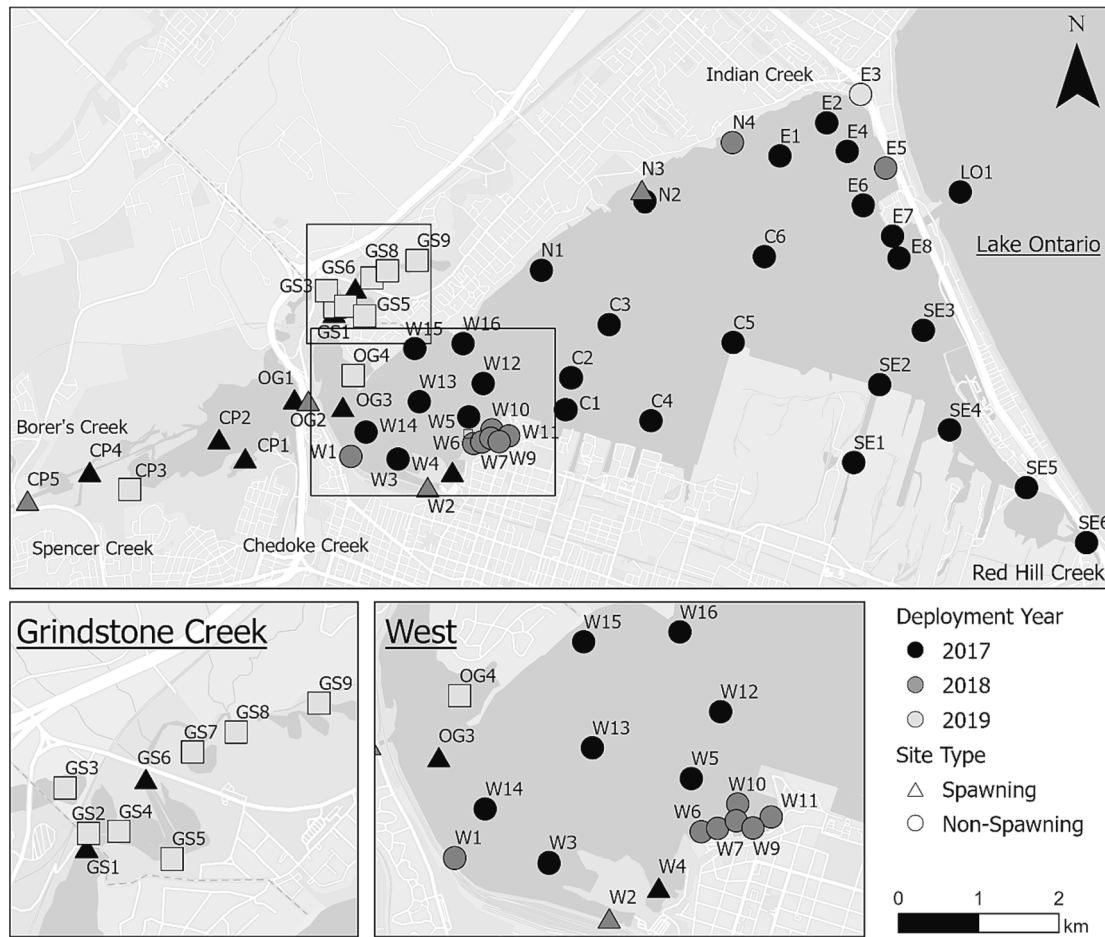 N
Indian Creek
E3
E2
N4
E1
E4
E5
N3
N2
E6
LO1
E7
E8
Lake Ontario
GS9
GS8
GS6
GS3
GS5
GS1
N1
C6
C3
C5
SE3
W15
W16
OG4
W12
C2
SE2
OG1
OG2
OG3
W13
W5
W10
C1
C4
SE4
W14
W6
W11
CP2
CP1
Borer's Creek
CP4
CP3
CP5
W1
W3
W4
W7
W9
W2
SE1
SE5
SE6
Spencer Creek
Chedoke Creek
Red Hill Creek
Grindstone Creek
GS9
GS8
GS7
GS6
GS3
GS2
GS4
GS5
GS1
West
W15
W16
OG4
W12
OG3
W13
W5
W10
W14
W6
W11
W7
W9
W1
W3
W4
W2
Deployment Year
2017
2018
2019
Site Type
Spawning
Non-Spawning
0 1 2
km